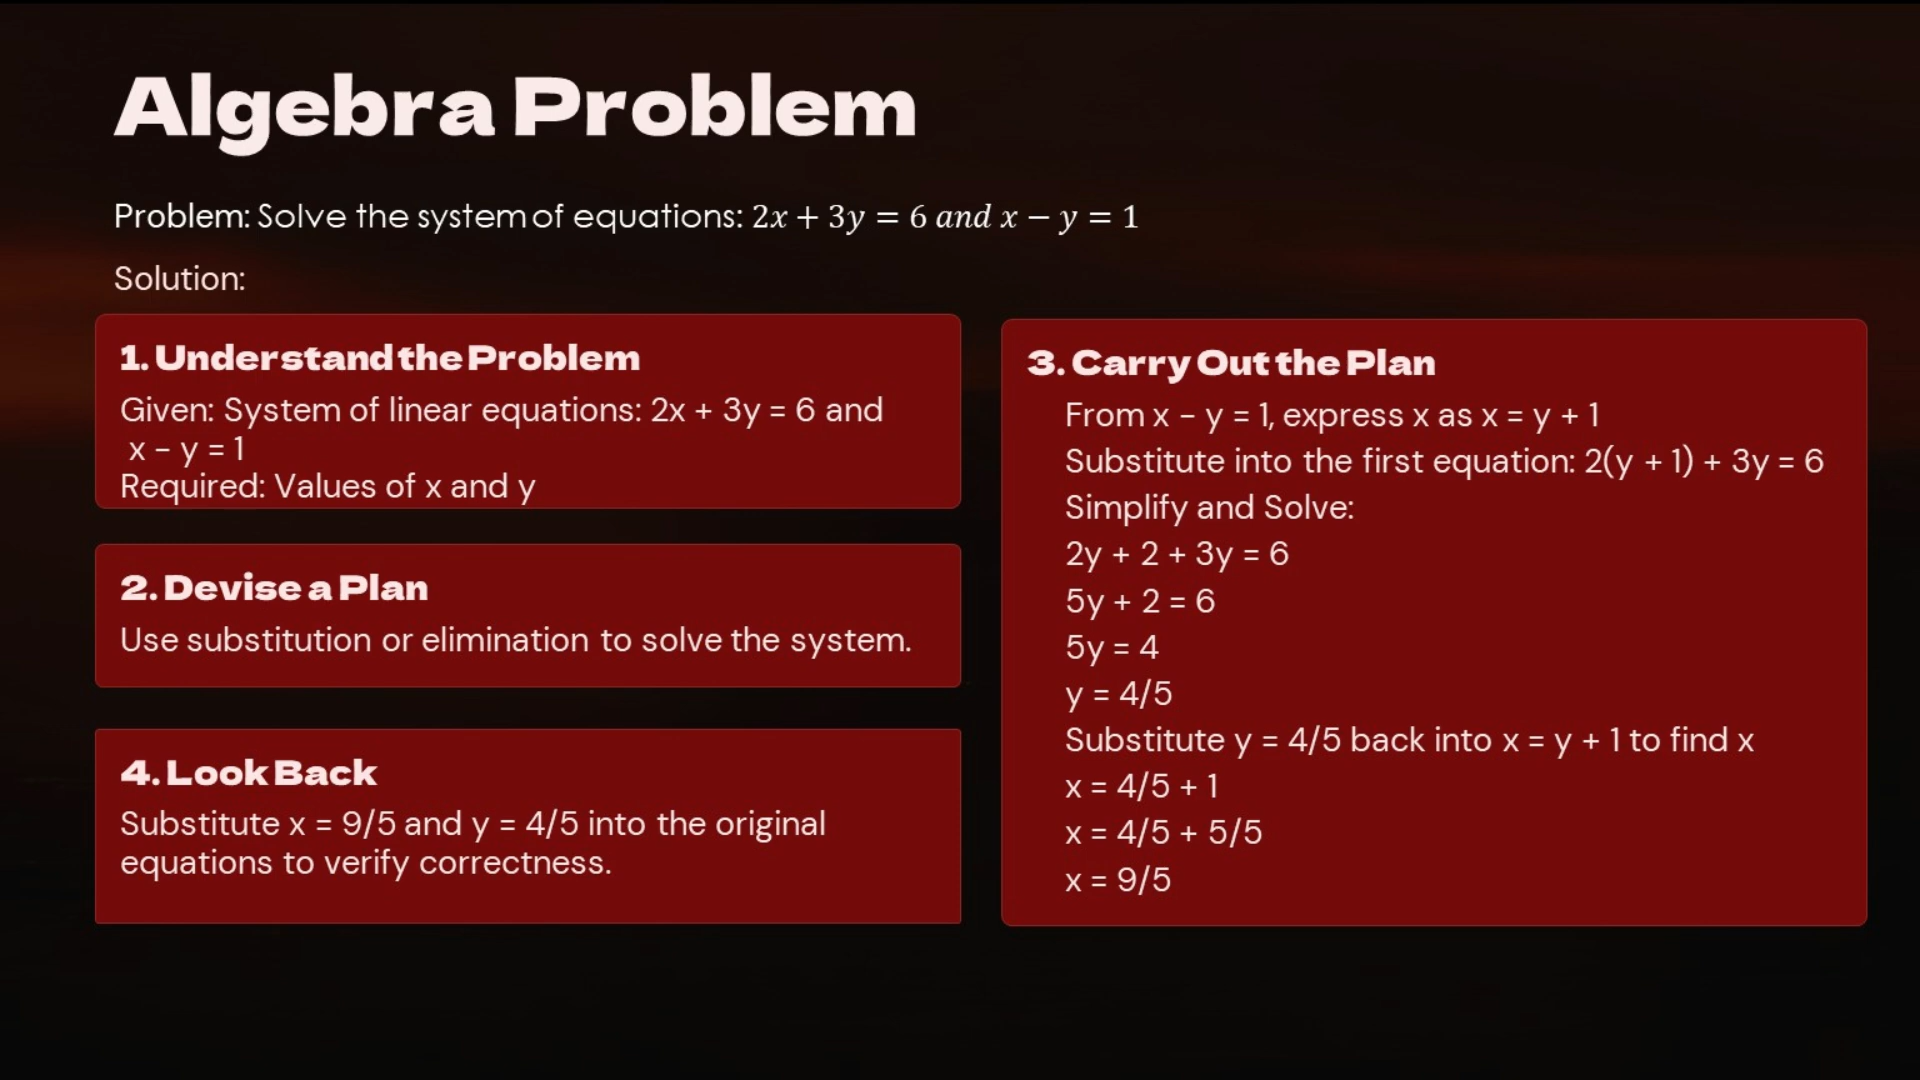 Algebra Problem
Problem: Solve the system of equations: 2x + 3y = 6 and x − y = 1
Solution:
1. Understand the Problem
Given: System of linear equations: 2x + 3y = 6 and
x − y = 1
Required: Values of x and y
2. Devise a Plan
Use substitution or elimination to solve the system.
3. Carry Out the Plan
From x − y = 1, express x as x = y + 1
Substitute into the first equation: 2(y + 1) + 3y = 6
Simplify and Solve:
2y + 2 + 3y = 6
5y + 2 = 6
5y = 4
y = 4/5
Substitute y = 4/5 back into x = y + 1 to find x
x = 4/5 + 1
x = 4/5 + 5/5
x = 9/5
4. Look Back
Substitute x = 9/5 and y = 4/5 into the original
equations to verify correctness.